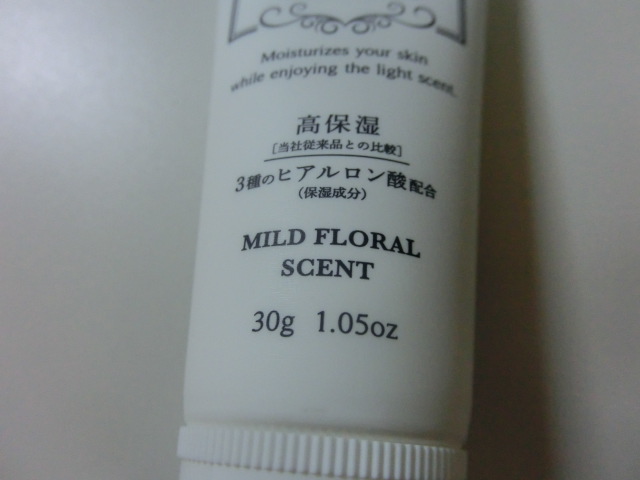 Moisturizes your skin
while enjoying the light scent.
高保湿
[当社従来品との比較]
3種のヒアルロン酸配合
(保湿成分)
MILD FLORAL
SCENT
30g 1.05oz